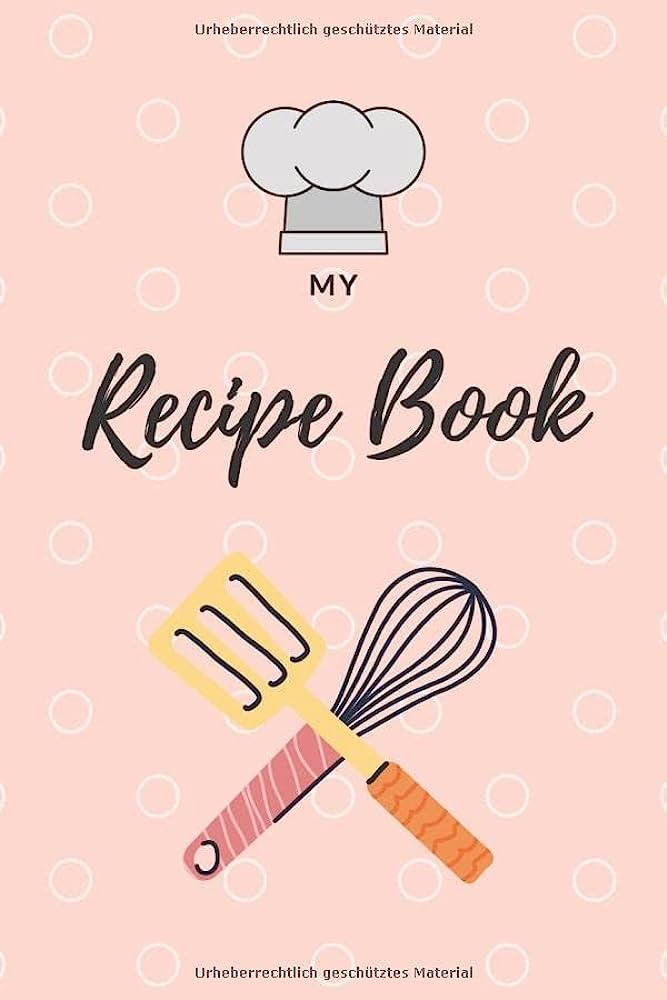 Urheberrechtlich geschütztes Material
MY
Recipe Book
Urheberrechtlich geschütztes Material